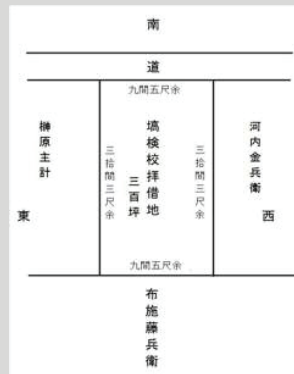 南
道
九間五尺余
河内金兵衛
西
三拾間三尺余
塙検校拝借地
三百坪
三拾間三尺余
榊原主計
東
九間五尺余
布施藤兵衛